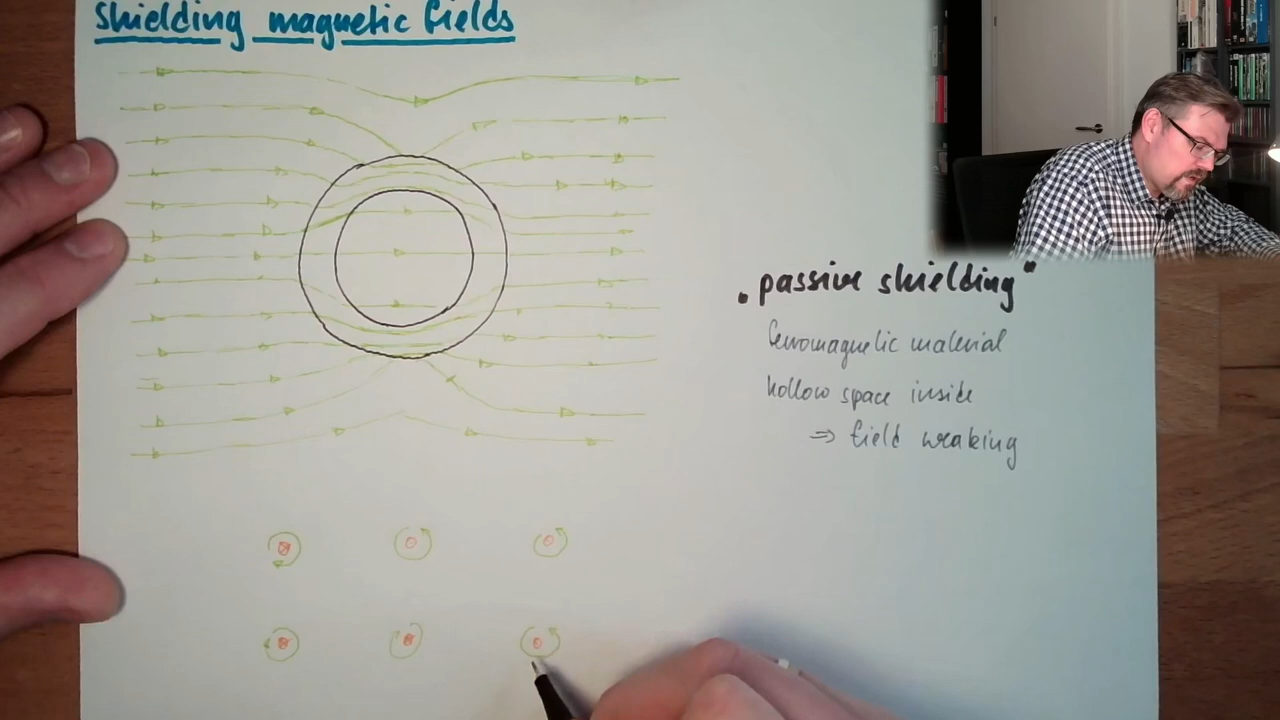 shielding magnetic fields
„passive shielding"
ferromagnetic material
hollow space inside
⇒ field weaking